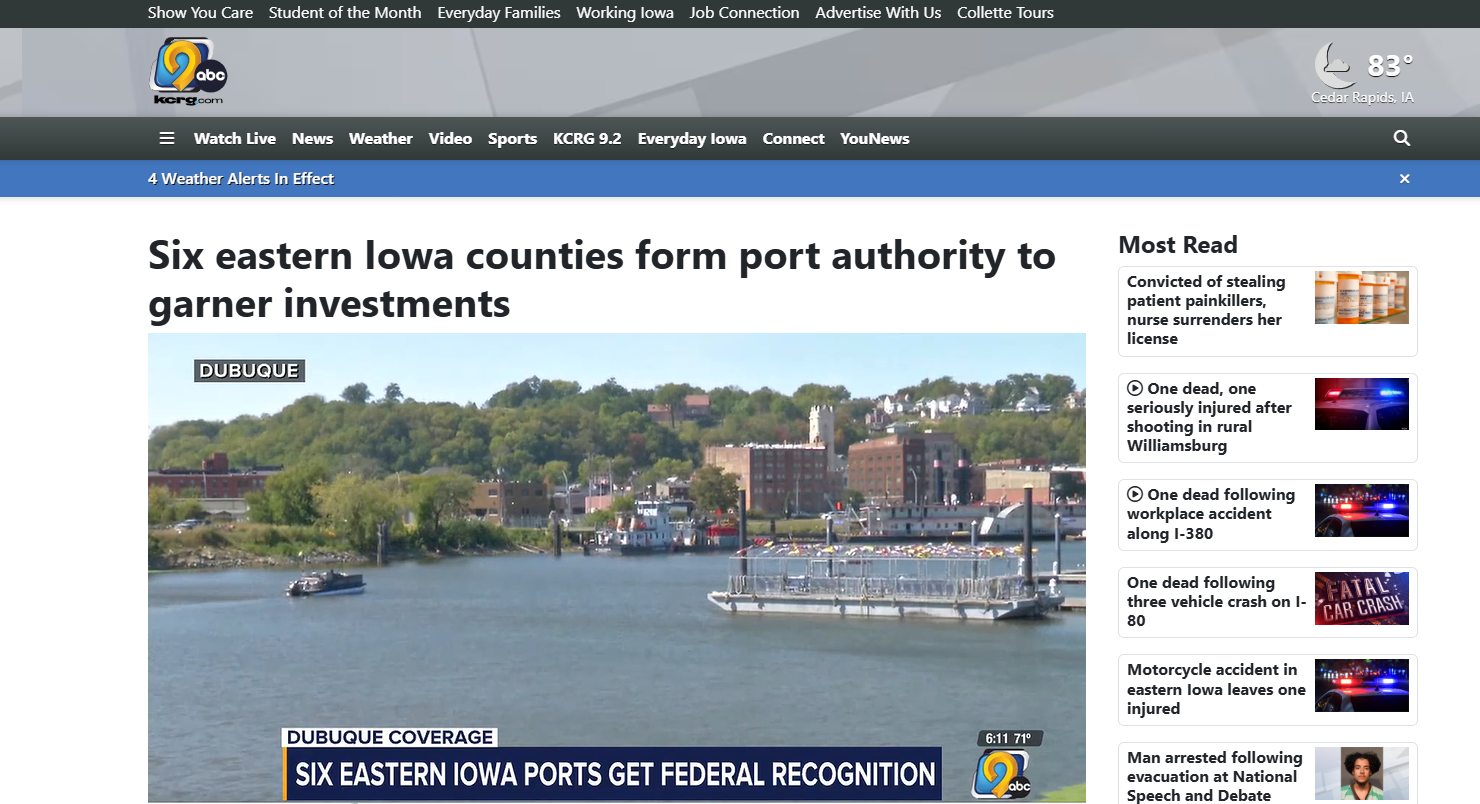 Show You Care Student of the Month Everyday Families Working Iowa Job Connection Advertise With Us Collette Tours
9 abc
kcrg.com
83°
Cedar Rapids, IA
Watch Live News Weather Video Sports KCRG 9.2 Everyday Iowa Connect YouNews
4 Weather Alerts In Effect
Six eastern Iowa counties form port authority to
garner investments
DUBUQUE
DUBUQUE COVERAGE
SIX EASTERN IOWA PORTS GET FEDERAL RECOGNITION
6:11 71°
9 abc
Most Read
Convicted of stealing
patient painkillers,
nurse surrenders her
license
One dead, one
seriously injured after
shooting in rural
Williamsburg
One dead following
workplace accident
along I-380
One dead following
three vehicle crash on I-
80
FATAL
CAR CRASH
Motorcycle accident in
eastern Iowa leaves one
injured
Man arrested following
evacuation at National
Speech and Debate